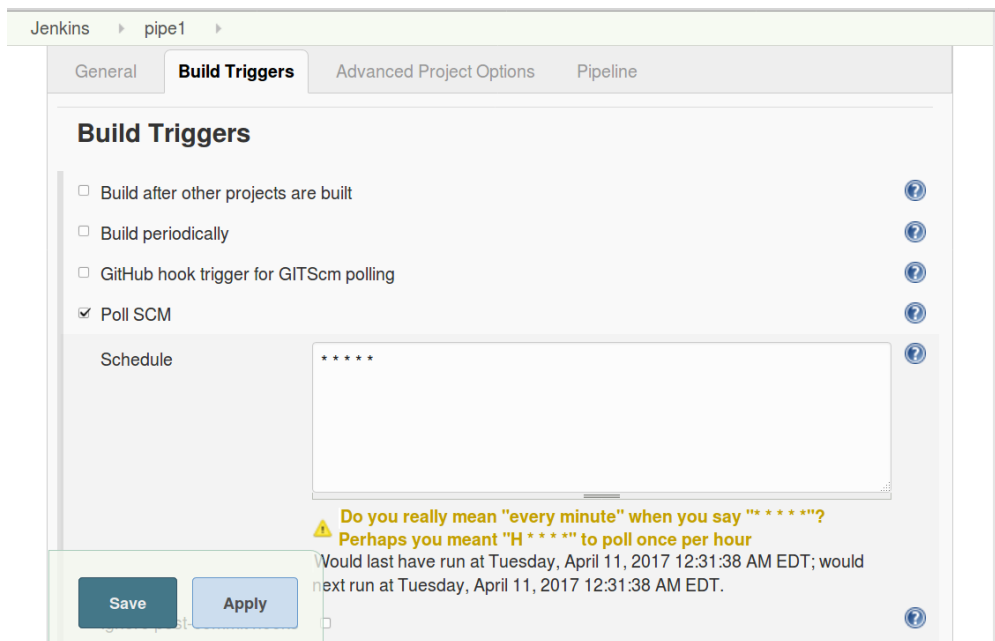 Jenkins pipe1
General Build Triggers Advanced Project Options Pipeline
Build Triggers
Build after other projects are built
Build periodically
GitHub hook trigger for GITScm polling
Poll SCM
Schedule * * * * *
Do you really mean "every minute" when you say "* * * * *"?
Perhaps you meant "H * * * *" to poll once per hour
Would last have run at Tuesday, April 11, 2017 12:31:38 AM EDT; would
next run at Tuesday, April 11, 2017 12:31:38 AM EDT.
Save Apply